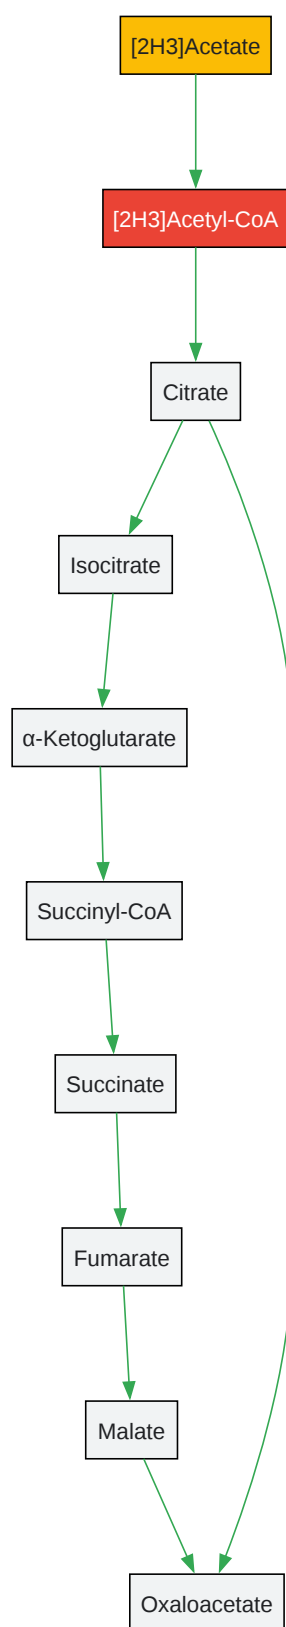 [2H3]Acetate
[2H3]Acetyl-CoA
Citrate
Isocitrate
α-Ketoglutarate
Succinyl-CoA
Succinate
Fumarate
Malate
Oxaloacetate